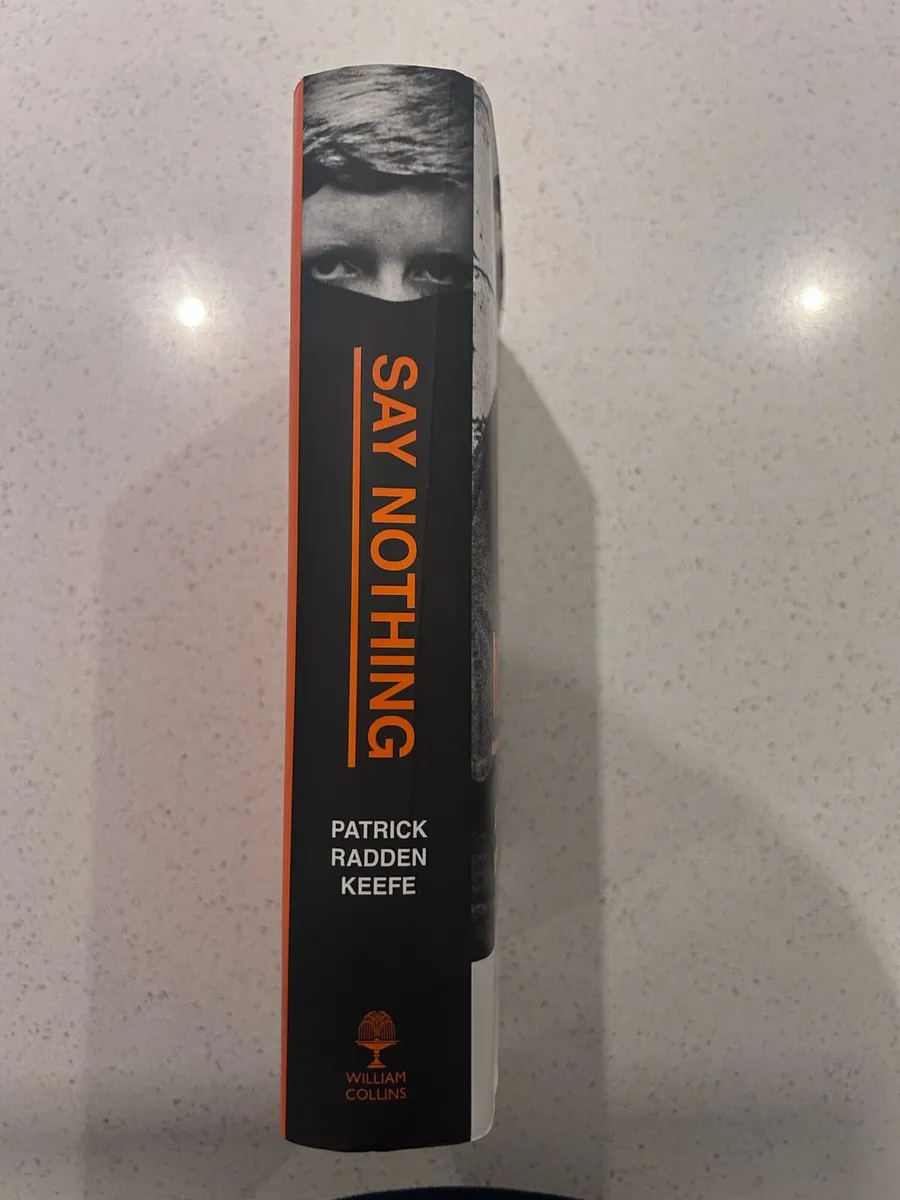 SAY NOTHING
PATRICK
RADDEN
KEEFE
WILLIAM
COLLINS